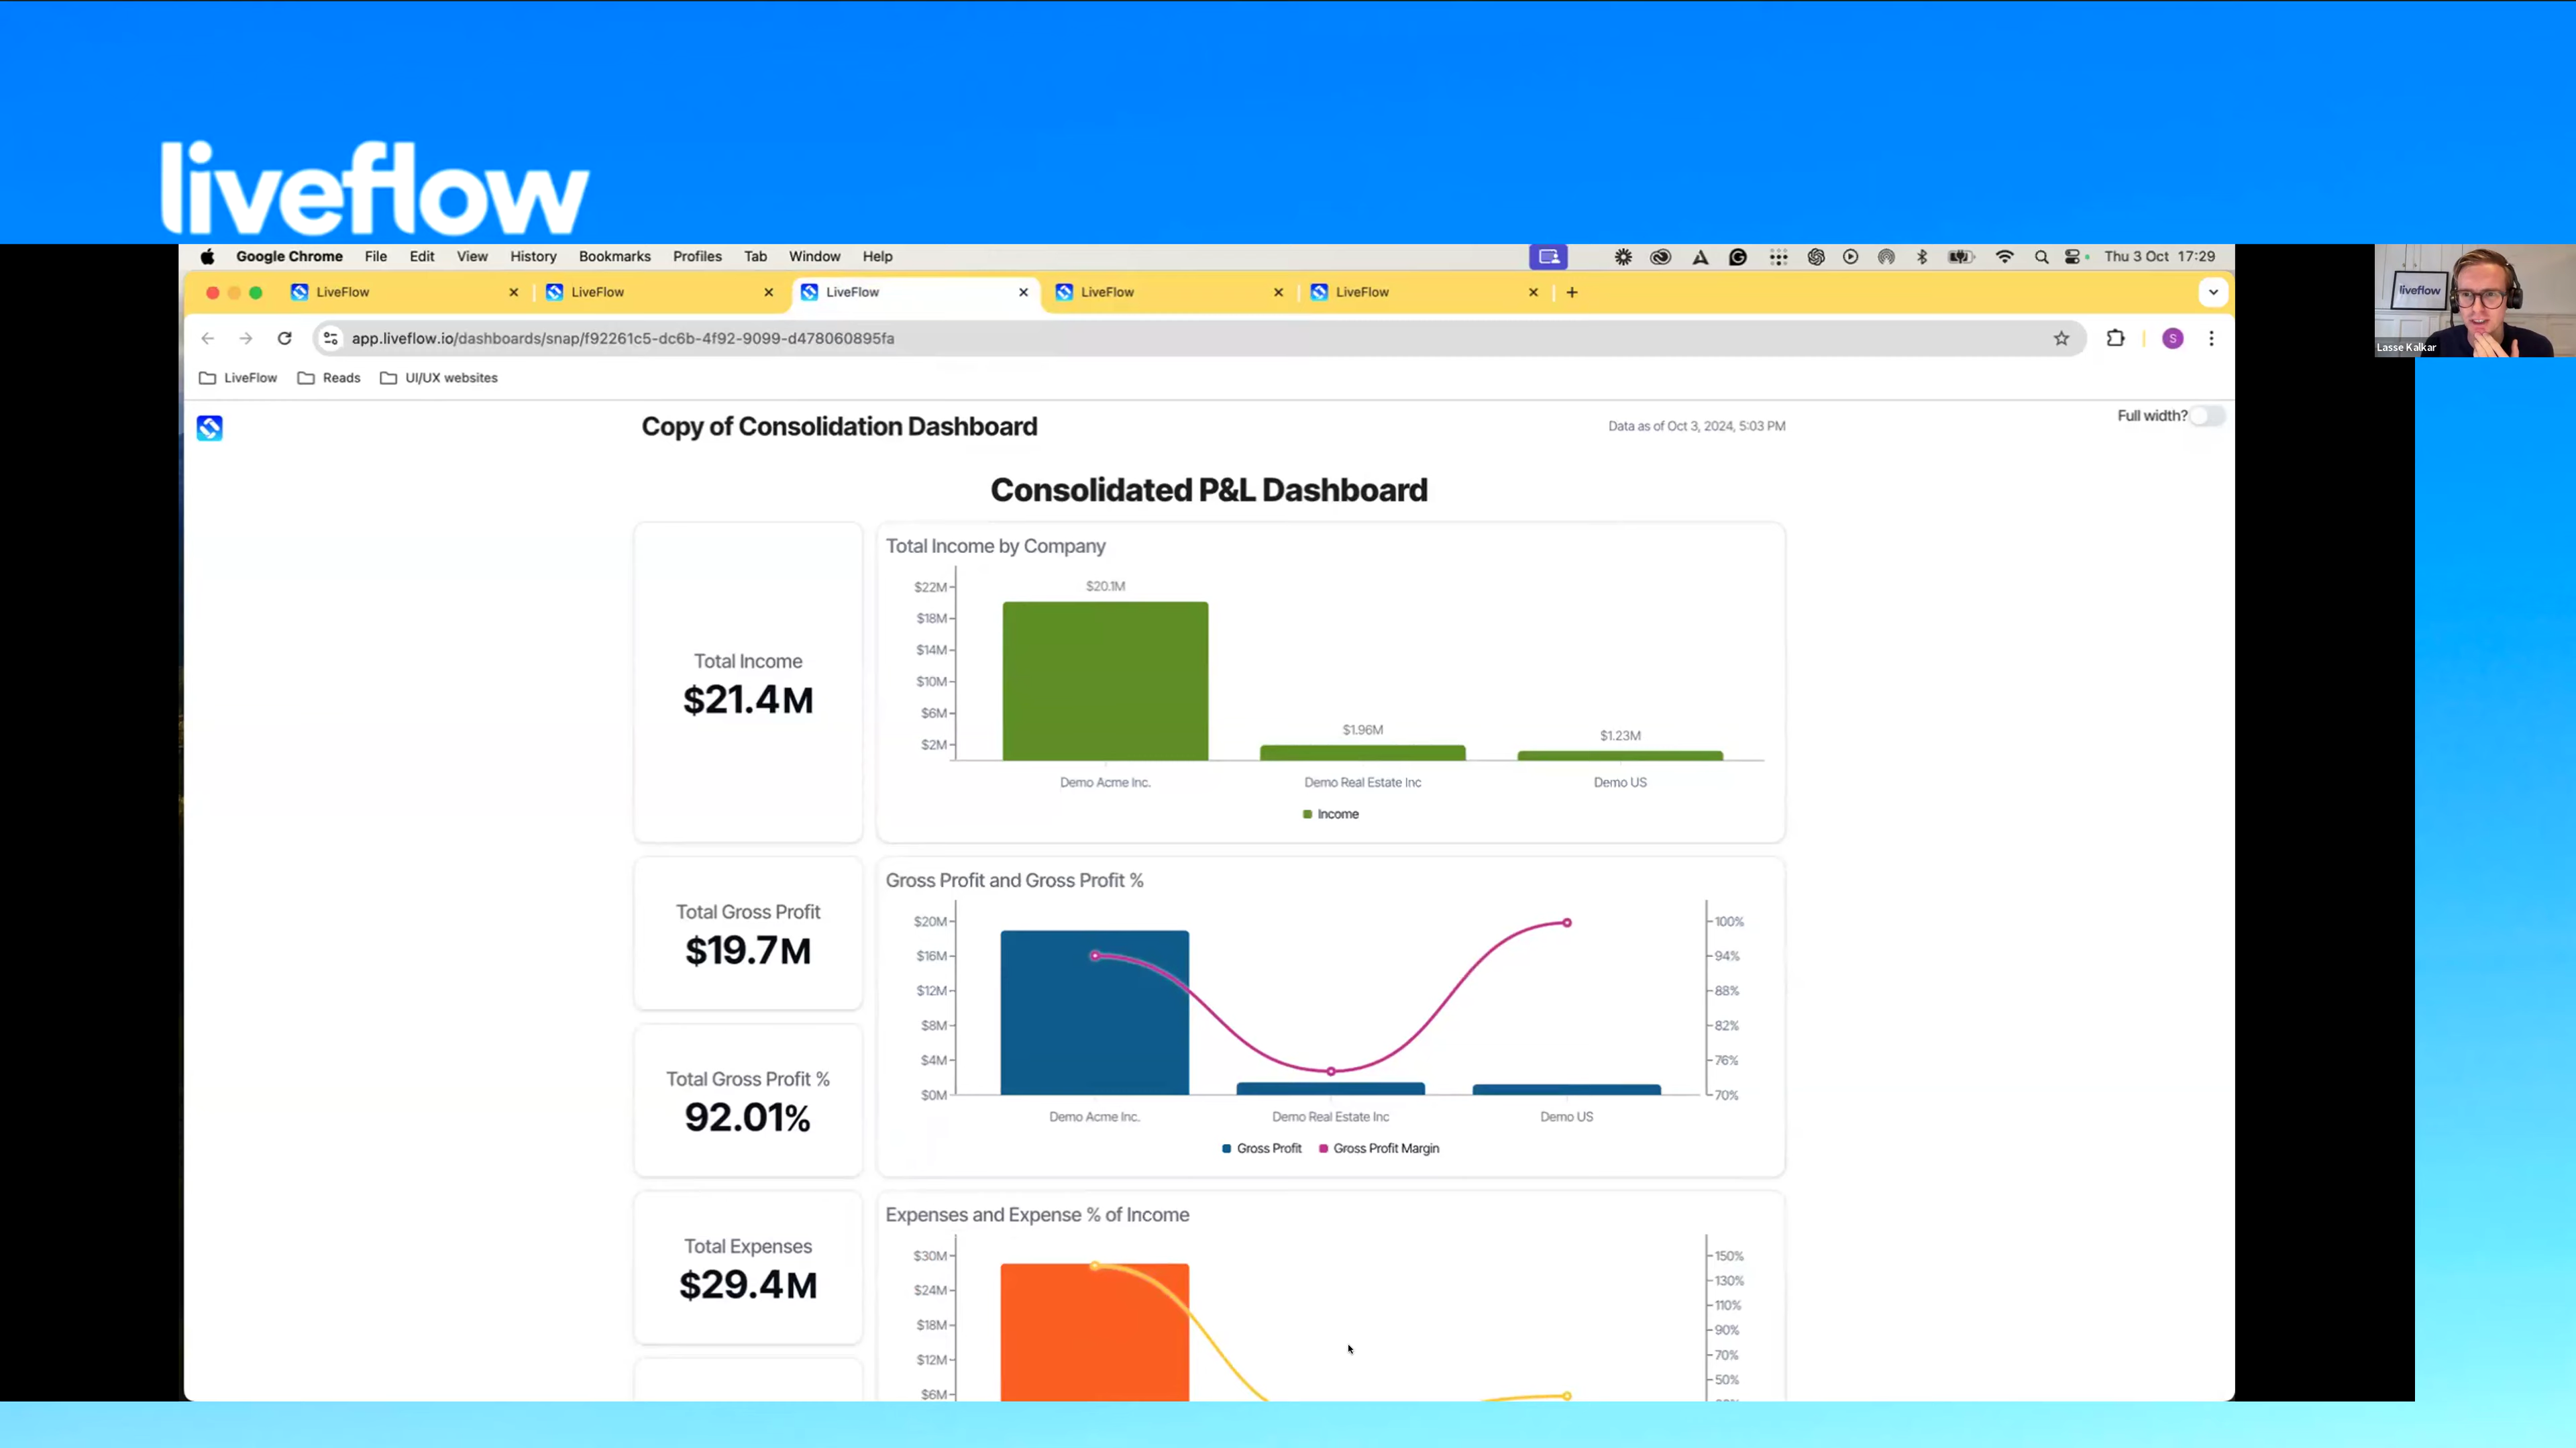 liveflow
Google Chrome File Edit View History Bookmarks Profiles Tab Window Help Thu 3 Oct 17:29
LiveFlow LiveFlow LiveFlow LiveFlow LiveFlow
app.liveflow.io/dashboards/snap/f92261c5-dc6b-4f92-9099-d478060895fa S
LiveFlow Reads UI/UX websites
liveflow
Lasse Kalkar
Copy of Consolidation Dashboard Data as of Oct 3, 2024, 5:03 PM Full width?
Consolidated P&L Dashboard
Total Income
$21.4M
Total Income by Company
$22M
$18M
$14M
$10M
$6M
$2M
$20.1M
$1.96M
$1.23M
Demo Acme Inc. Demo Real Estate Inc Demo US
Income
Total Gross Profit
$19.7M
Total Gross Profit %
92.01%
Gross Profit and Gross Profit %
$20M
$16M
$12M
$8M
$4M
$0M
100%
94%
88%
82%
76%
70%
Demo Acme Inc. Demo Real Estate Inc Demo US
Gross Profit Gross Profit Margin
Total Expenses
$29.4M
Expenses and Expense % of Income
$30M
$24M
$18M
$12M
$6M
150%
130%
110%
90%
70%
50%